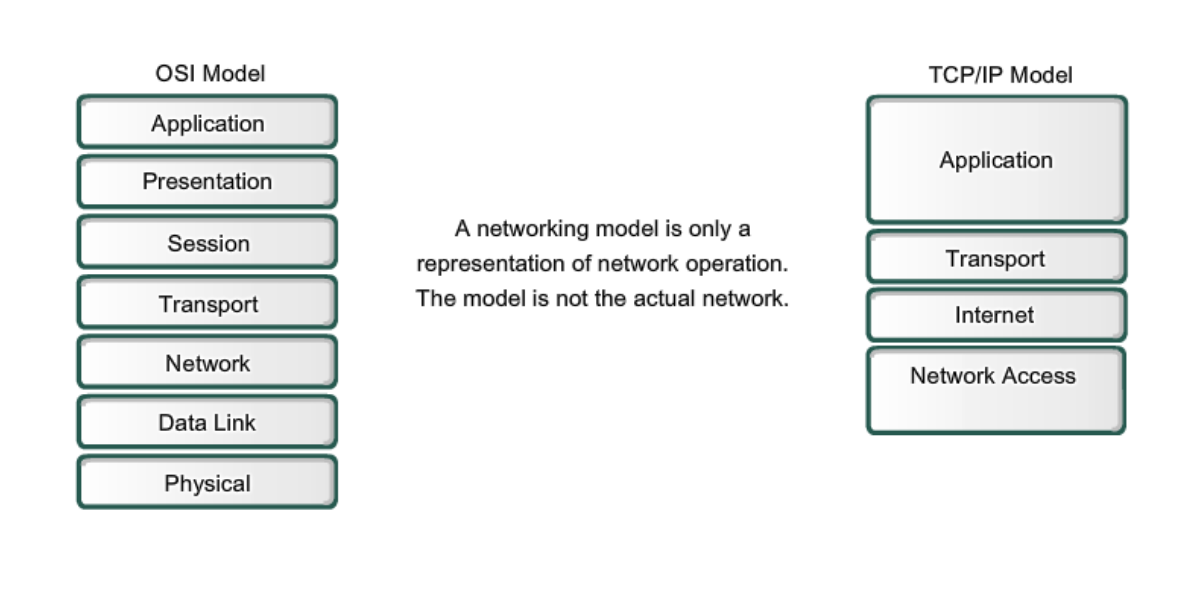 OSI Model
Application
Presentation
Session
Transport
Network
Data Link
Physical
A networking model is only a
representation of network operation.
The model is not the actual network.
TCP/IP Model
Application
Transport
Internet
Network Access